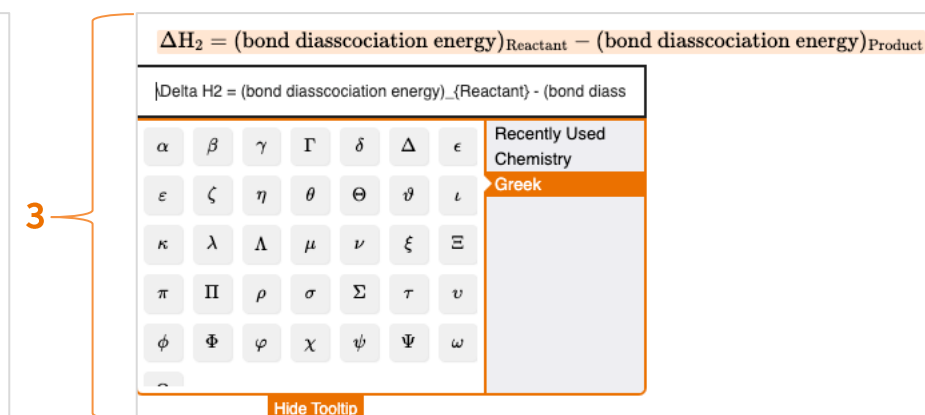 ΔH₂ = (bond diasscociation energy)Reactant − (bond diasscociation energy)Product
\Delta H2 = (bond diasscociation energy)_{Reactant} - (bond diass
α β γ Γ δ Δ ϵ
Recently Used
Chemistry
ε ζ η θ Θ ϑ ι
Greek
3
κ λ Λ μ ν ξ Ξ
π Π ρ σ Σ τ υ
ϕ Φ φ χ ψ Ψ ω
Hide Tooltip